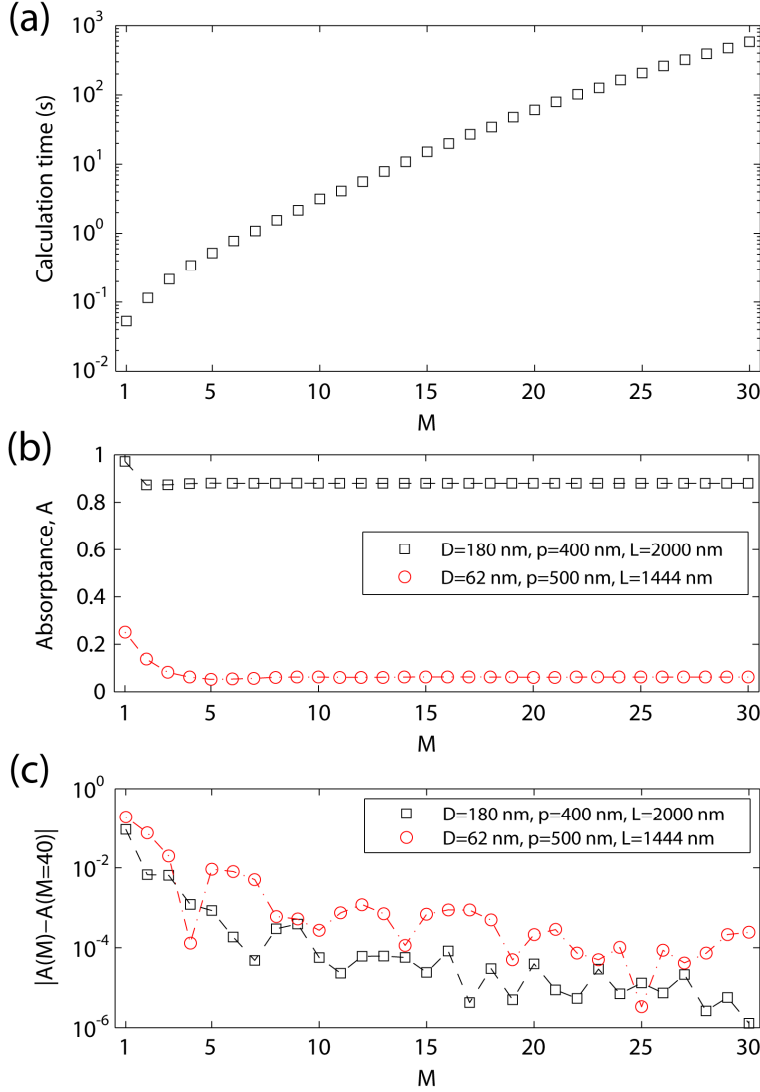 (a)
10^3
10^2
10^1
10^0
10^-1
10^-2
Calculation time (s)
1 5 10 15 20 25 30
M
(b)
1
0.8
0.6
0.4
0.2
0
Absorptance, A
D=180 nm, p=400 nm, L=2000 nm
D=62 nm, p=500 nm, L=1444 nm
1 5 10 15 20 25 30
M
(c)
10^0
10^-2
10^-4
10^-6
|A(M)−A(M=40)|
D=180 nm, p=400 nm, L=2000 nm
D=62 nm, p=500 nm, L=1444 nm
1 5 10 15 20 25 30
M